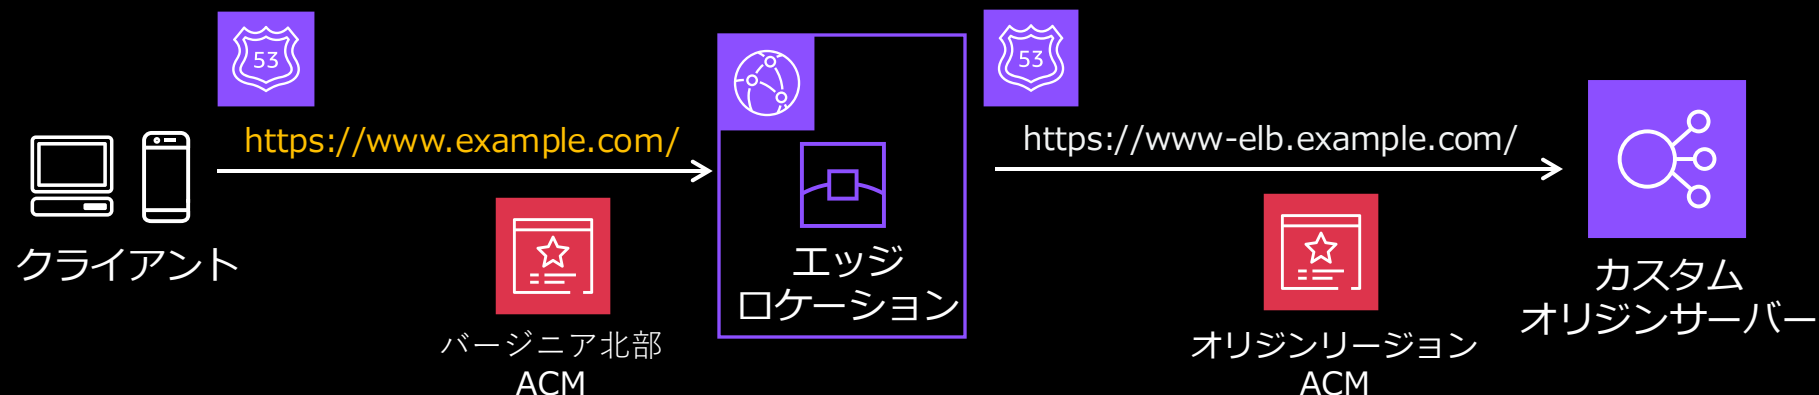 53
53
https://www.example.com/
https://www-elb.example.com/
クライアント
エッジ
ロケーション
カスタム
オリジンサーバー
バージニア北部
ACM
オリジンリージョン
ACM